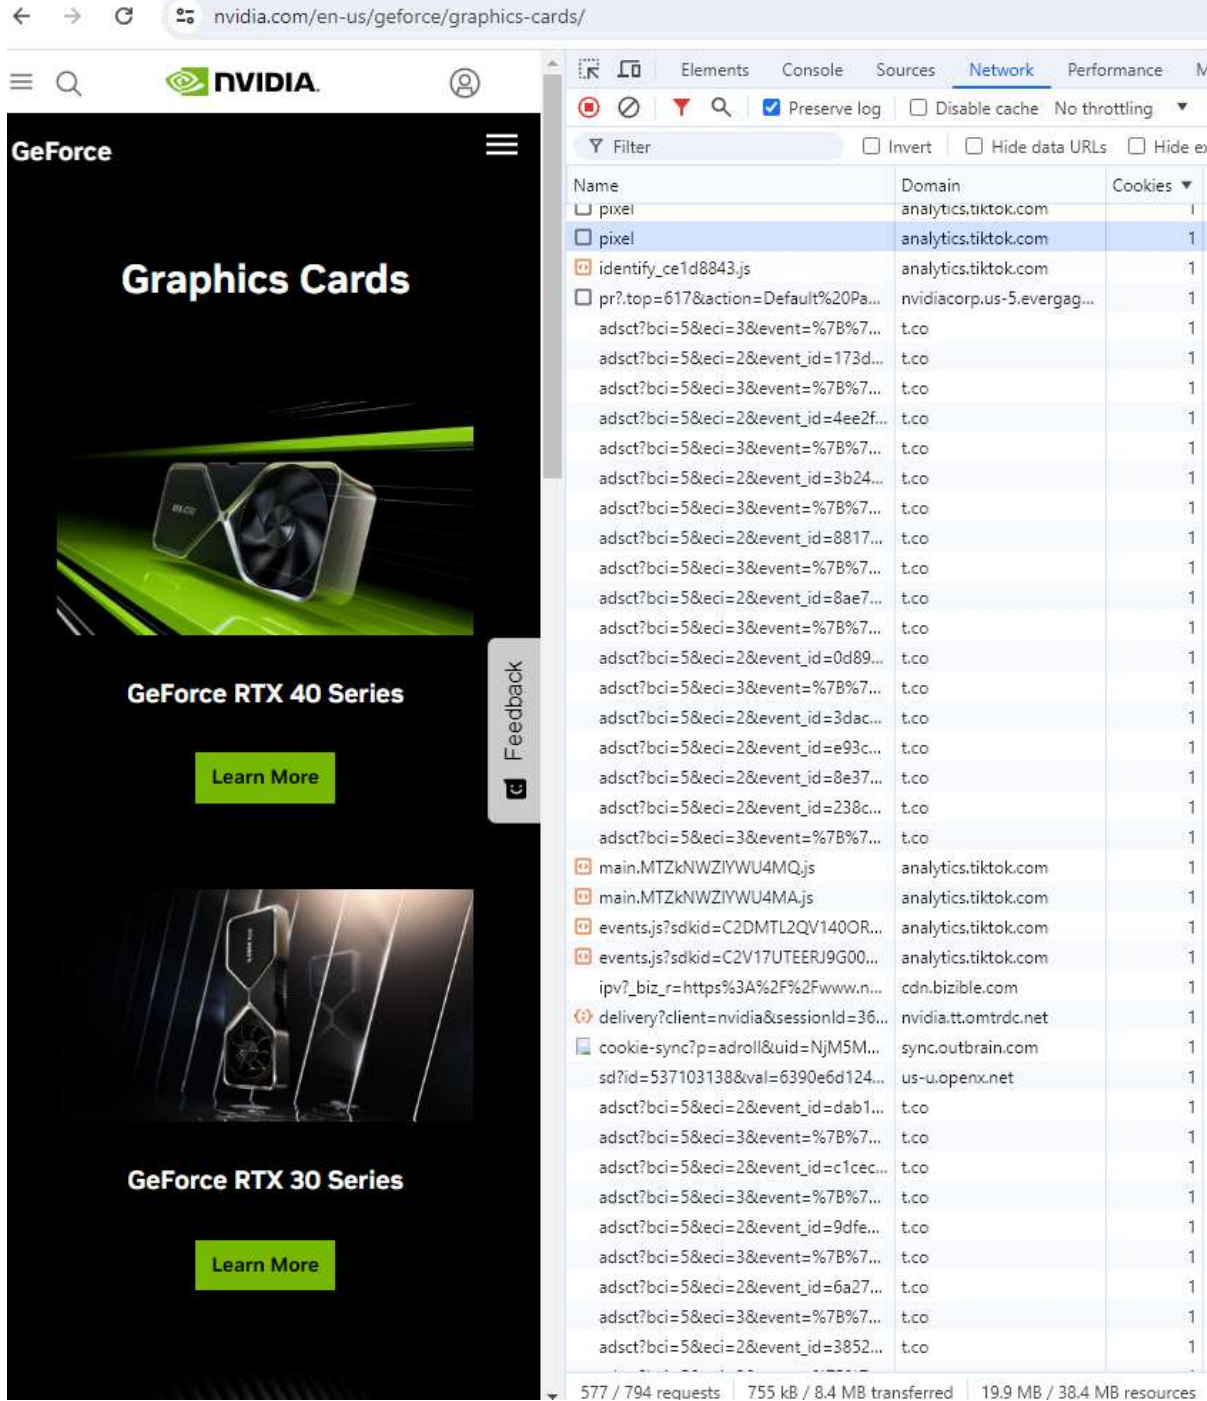 nvidia.com/en-us/geforce/graphics-cards/
NVIDIA.
GeForce
Graphics Cards
GeForce RTX 40 Series
Learn More
Feedback
GeForce RTX 30 Series
Learn More
Elements Console Sources Network Performance M
Preserve log Disable cache No throttling
Filter Invert Hide data URLs Hide ex
Name Domain Cookies
pixel analytics.tiktok.com 1
pixel analytics.tiktok.com 1
identify_ce1d8843.js analytics.tiktok.com 1
pr?.top=617&action=Default%20Pa... nvidiacorp.us-5.evergag... 1
adsct?bci=5&eci=3&event=%7B%7... t.co 1
adsct?bci=5&eci=2&event_id=173d... t.co 1
adsct?bci=5&eci=3&event=%7B%7... t.co 1
adsct?bci=5&eci=2&event_id=4ee2f... t.co 1
adsct?bci=5&eci=3&event=%7B%7... t.co 1
adsct?bci=5&eci=2&event_id=3b24... t.co 1
adsct?bci=5&eci=3&event=%7B%7... t.co 1
adsct?bci=5&eci=2&event_id=8817... t.co 1
adsct?bci=5&eci=3&event=%7B%7... t.co 1
adsct?bci=5&eci=2&event_id=8ae7... t.co 1
adsct?bci=5&eci=3&event=%7B%7... t.co 1
adsct?bci=5&eci=2&event_id=0d89... t.co 1
adsct?bci=5&eci=3&event=%7B%7... t.co 1
adsct?bci=5&eci=2&event_id=3dac... t.co 1
adsct?bci=5&eci=2&event_id=e93c... t.co 1
adsct?bci=5&eci=2&event_id=8e37... t.co 1
adsct?bci=5&eci=2&event_id=238c... t.co 1
adsct?bci=5&eci=3&event=%7B%7... t.co 1
main.MTZkNWZlYWU4MQ.js analytics.tiktok.com 1
main.MTZkNWZlYWU4MA.js analytics.tiktok.com 1
events.js?sdkid=C2DMTL2QV140OR... analytics.tiktok.com 1
events.js?sdkid=C2V17UTEERJ9G00... analytics.tiktok.com 1
ipv?_biz_r=https%3A%2F%2Fwww.n... cdn.bizible.com 1
delivery?client=nvidia&sessionId=36... nvidia.tt.omtrdc.net 1
cookie-sync?p=adroll&uid=NjM5M... sync.outbrain.com 1
sd?id=537103138&val=6390e6d124... us-u.openx.net 1
adsct?bci=5&eci=2&event_id=dab1... t.co 1
adsct?bci=5&eci=3&event=%7B%7... t.co 1
adsct?bci=5&eci=2&event_id=c1cec... t.co 1
adsct?bci=5&eci=3&event=%7B%7... t.co 1
adsct?bci=5&eci=2&event_id=9dfe... t.co 1
adsct?bci=5&eci=3&event=%7B%7... t.co 1
adsct?bci=5&eci=2&event_id=6a27... t.co 1
adsct?bci=5&eci=3&event=%7B%7... t.co 1
adsct?bci=5&eci=2&event_id=3852... t.co 1
577 / 794 requests 755 kB / 8.4 MB transferred 19.9 MB / 38.4 MB resources